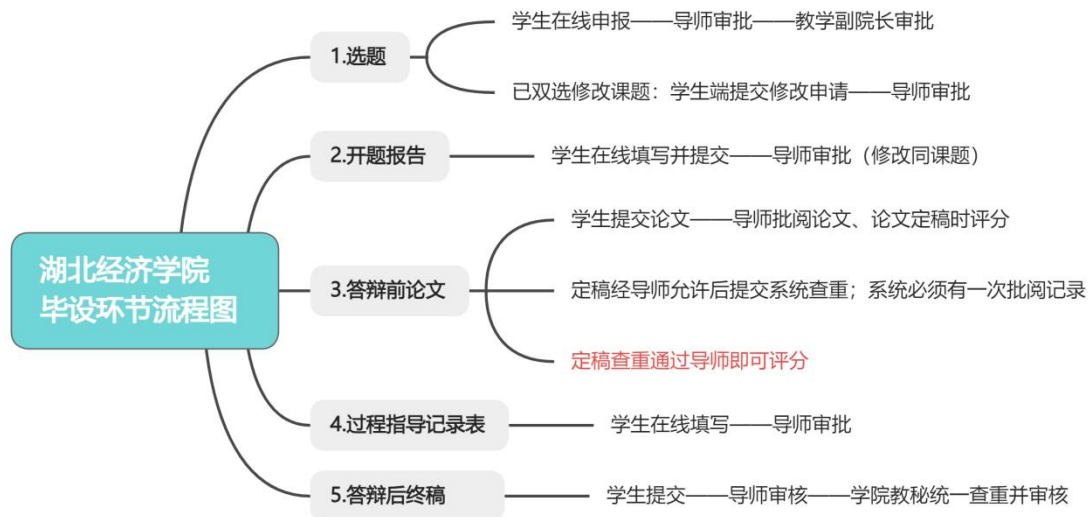 湖北经济学院
毕设环节流程图
1.选题
学生在线申报——导师审批——教学副院长审批
已双选修改课题：学生端提交修改申请——导师审批
2.开题报告
学生在线填写并提交——导师审批（修改同课题）
3.答辩前论文
学生提交论文——导师批阅论文、论文定稿时评分
定稿经导师允许后提交系统查重；系统必须有一次批阅记录
定稿查重通过导师即可评分
4.过程指导记录表
学生在线填写——导师审批
5.答辩后终稿
学生提交——导师审核——学院教秘统一查重并审核